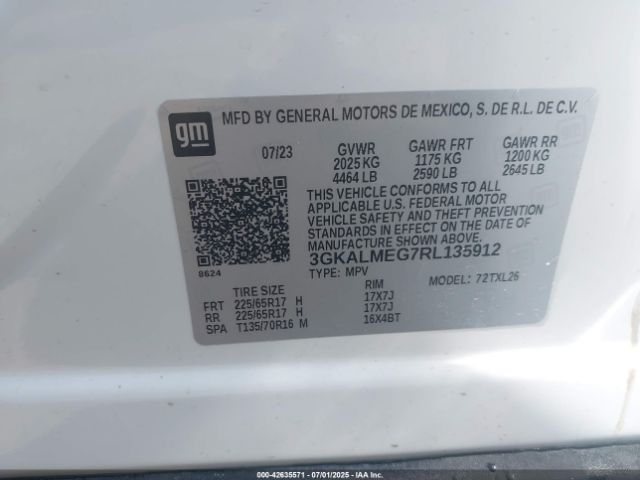 gm
MFD BY GENERAL MOTORS DE MEXICO, S. DE R.L. DE C.V.
07/23 GVWR GAWR FRT GAWR RR
2025 KG 1175 KG 1200 KG
4464 LB 2590 LB 2645 LB
THIS VEHICLE CONFORMS TO ALL
APPLICABLE U.S. FEDERAL MOTOR
VEHICLE SAFETY AND THEFT PREVENTION
STANDARDS IN EFFECT ON THE DATE OF
MANUFACTURE SHOWN ABOVE.
3GKALMEG7RL135912
8624
TYPE: MPV MODEL: 72TXL26
TIRE SIZE RIM
FRT 225/65R17 H 17X7J
RR 225/65R17 H 17X7J
SPA T135/70R16 M 16X4BT
© 000-42635571 - 07/01/2025 - IAAI.COM